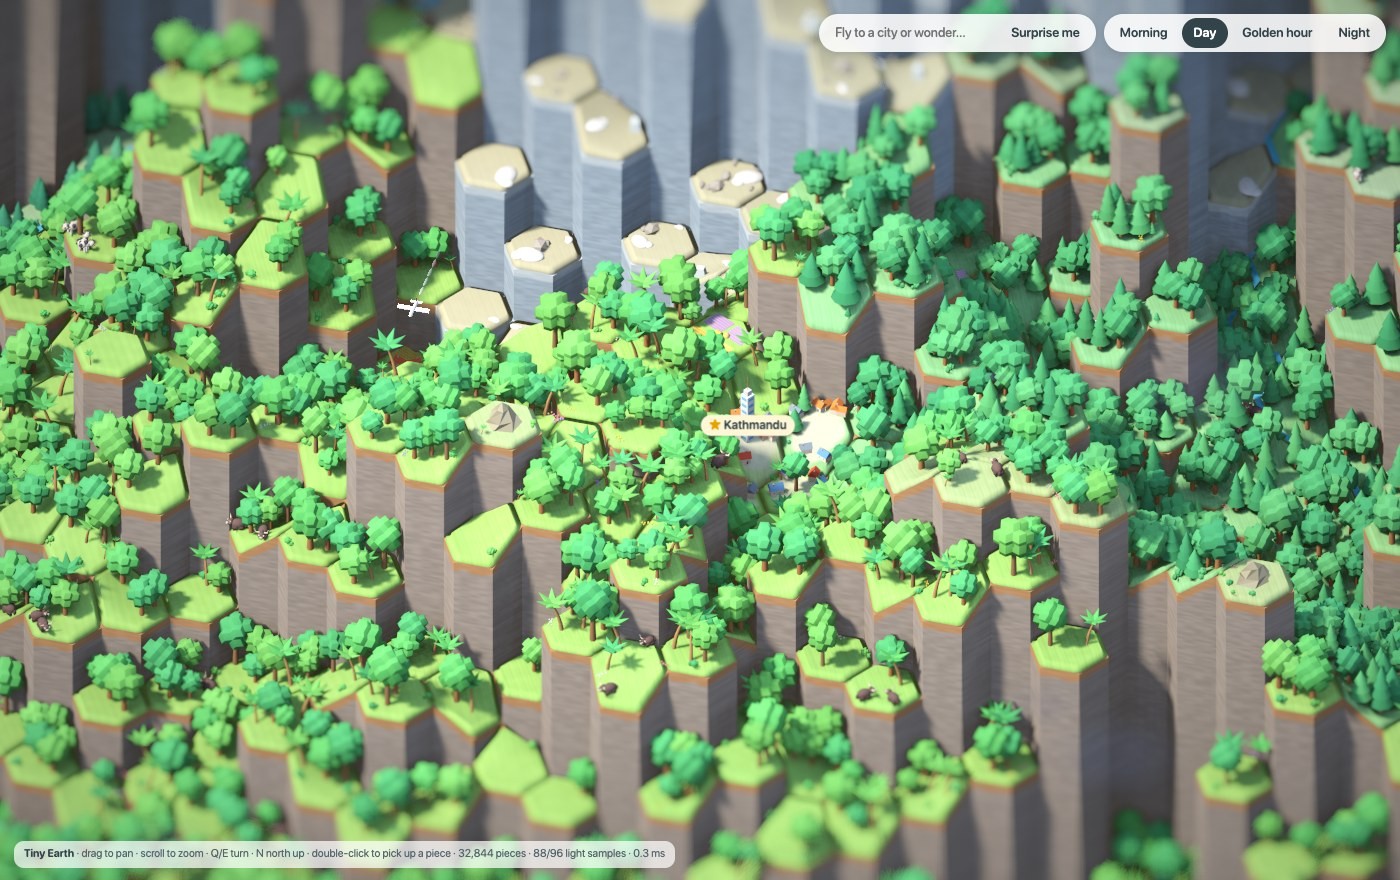 Fly to a city or wonder... Surprise me Morning Day Golden hour Night
Kathmandu
Tiny Earth · drag to pan · scroll to zoom · Q/E turn · N north up · double-click to pick up a piece · 32,844 pieces · 88/96 light samples · 0.3 ms